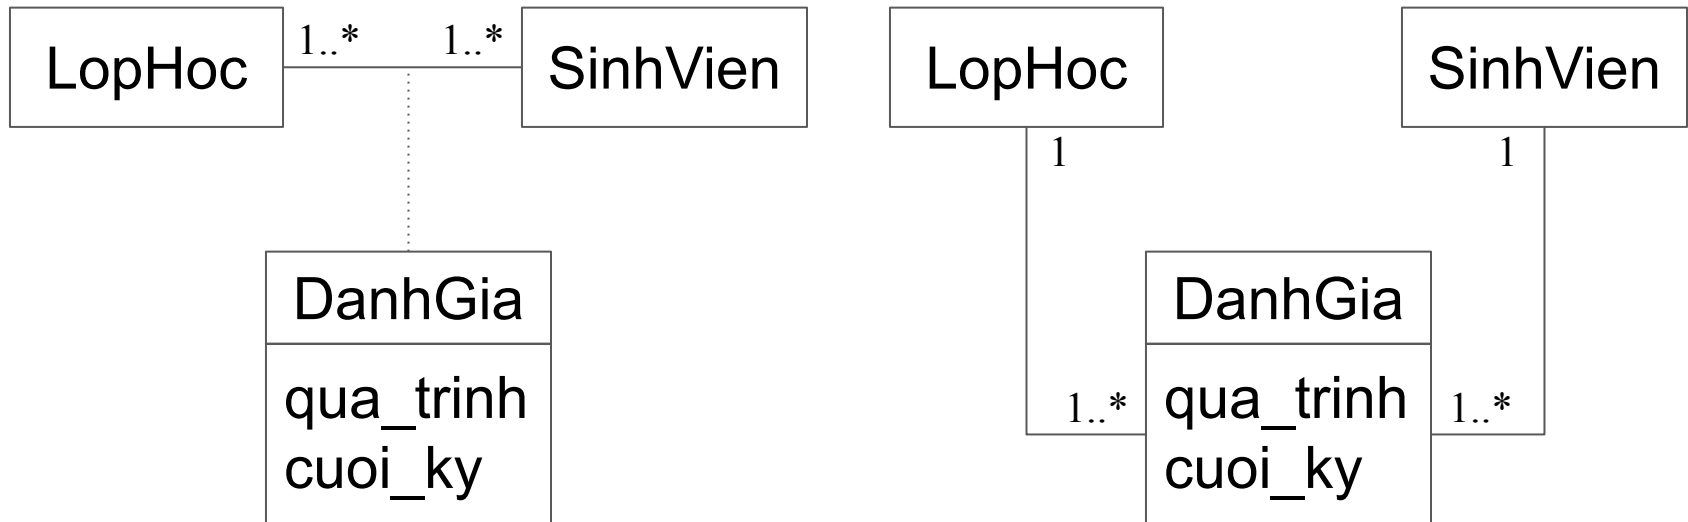 LopHoc
1..*
1..*
SinhVien
DanhGia
qua_trinh
cuoi_ky
LopHoc
1
SinhVien
1
DanhGia
1..*
qua_trinh
1..*
cuoi_ky